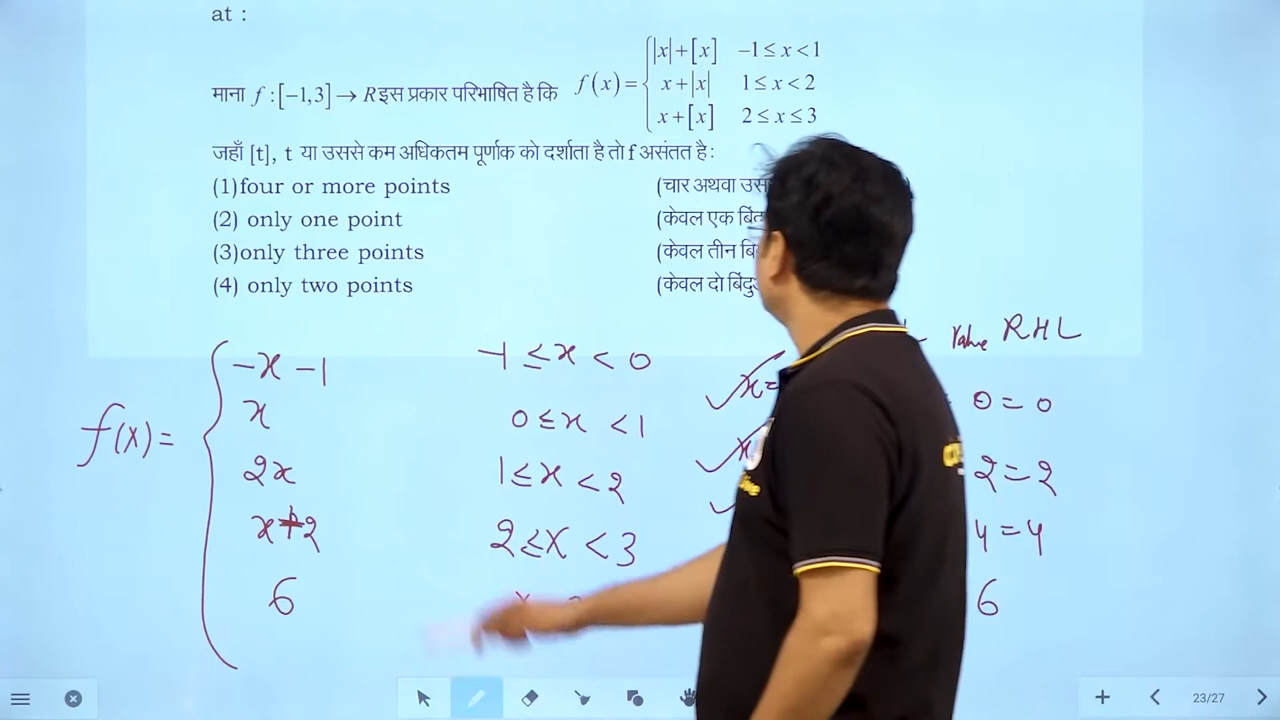 at :
माना f :[−1,3] → R इस प्रकार परिभाषित है कि f(x) = { |x|+[x] −1 ≤ x < 1
x+|x| 1 ≤ x < 2
x+[x] 2 ≤ x ≤ 3
जहाँ [t], t या उससे कम अधिकतम पूर्णाक को दर्शाता है तो f असंतत है :
(1)four or more points (चार अथवा
(2) only one point (केवल एक
(3)only three points (केवल तीन
(4) only two points (केवल दो
Value RHL
f(x) = { -x -1 -1 ≤ x < 0
x 0 ≤ x < 1 0 = 0
2x 1 ≤ x < 2 2 = 2
x+2 2 ≤ x < 3 4 = 4
6 6
23/27